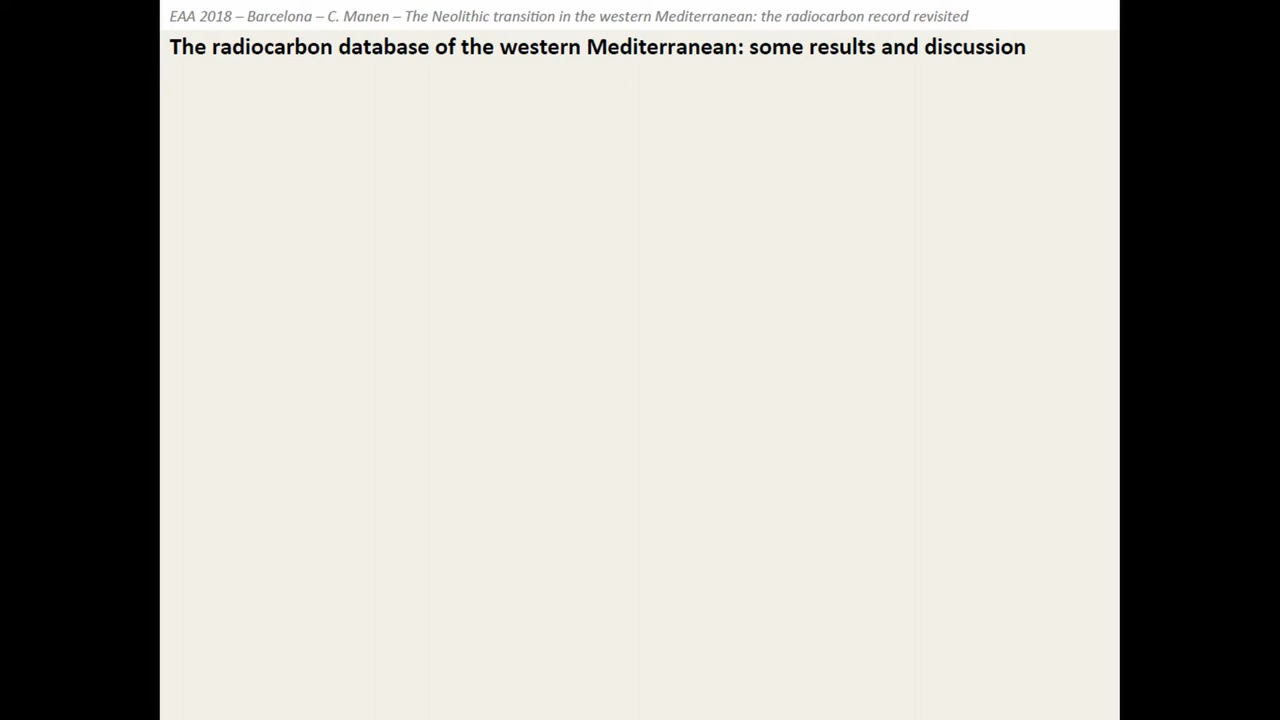 EAA 2018 – Barcelona – C. Manen – The Neolithic transition in the western Mediterranean: the radiocarbon record revisited
The radiocarbon database of the western Mediterranean: some results and discussion